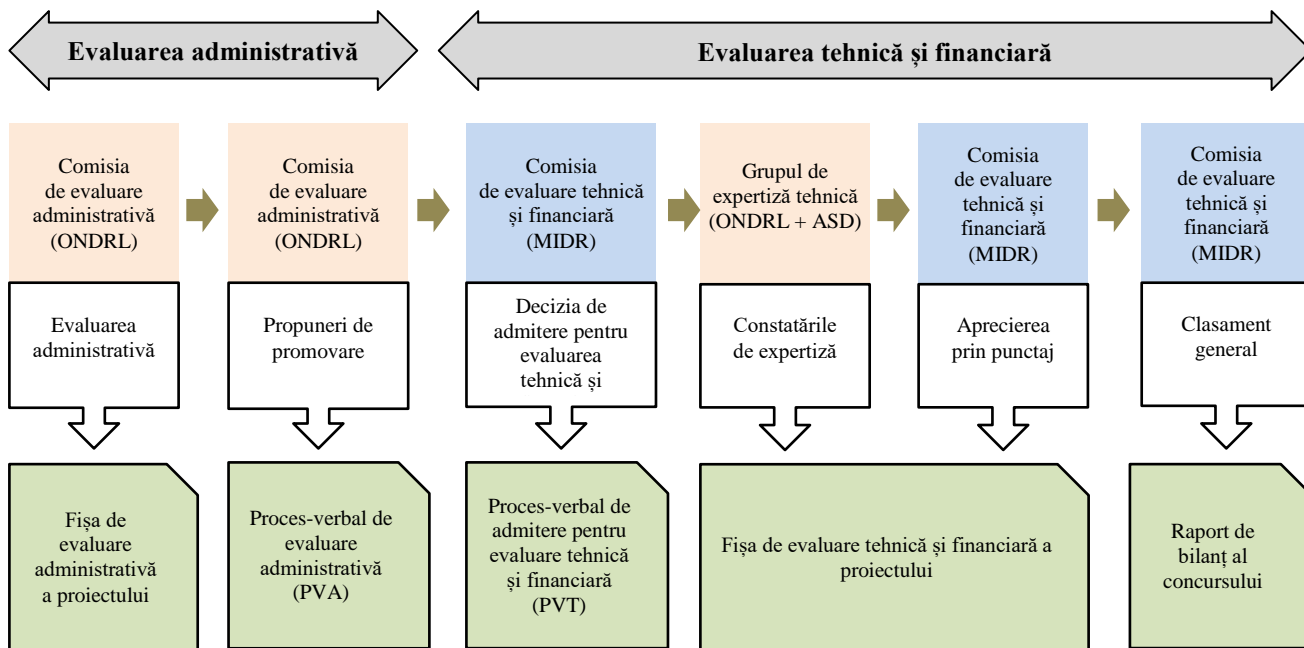 Evaluarea administrativă
Evaluarea tehnică și financiară
Comisia
de evaluare
administrativă
(ONDRL)
Comisia
de evaluare
administrativă
(ONDRL)
Comisia
de evaluare tehnică
și financiară
(MIDR)
Grupul de
expertiză tehnică
(ONDRL + ASD)
Comisia
de evaluare
tehnică și
financiară
(MIDR)
Comisia
de evaluare
tehnică și
financiară
(MIDR)
Evaluarea
administrativă
Propuneri de
promovare
Decizia de
admitere pentru
evaluarea
tehnică și
Constatările
de expertiză
Aprecierea
prin punctaj
Clasament
general
Fișa de
evaluare
administrativă
a proiectului
Proces-verbal de
evaluare
administrativă
(PVA)
Proces-verbal de
admitere pentru
evaluare tehnică
și financiară
(PVT)
Fișa de evaluare tehnică și financiară a
proiectului
Raport de
bilanț al
concursului